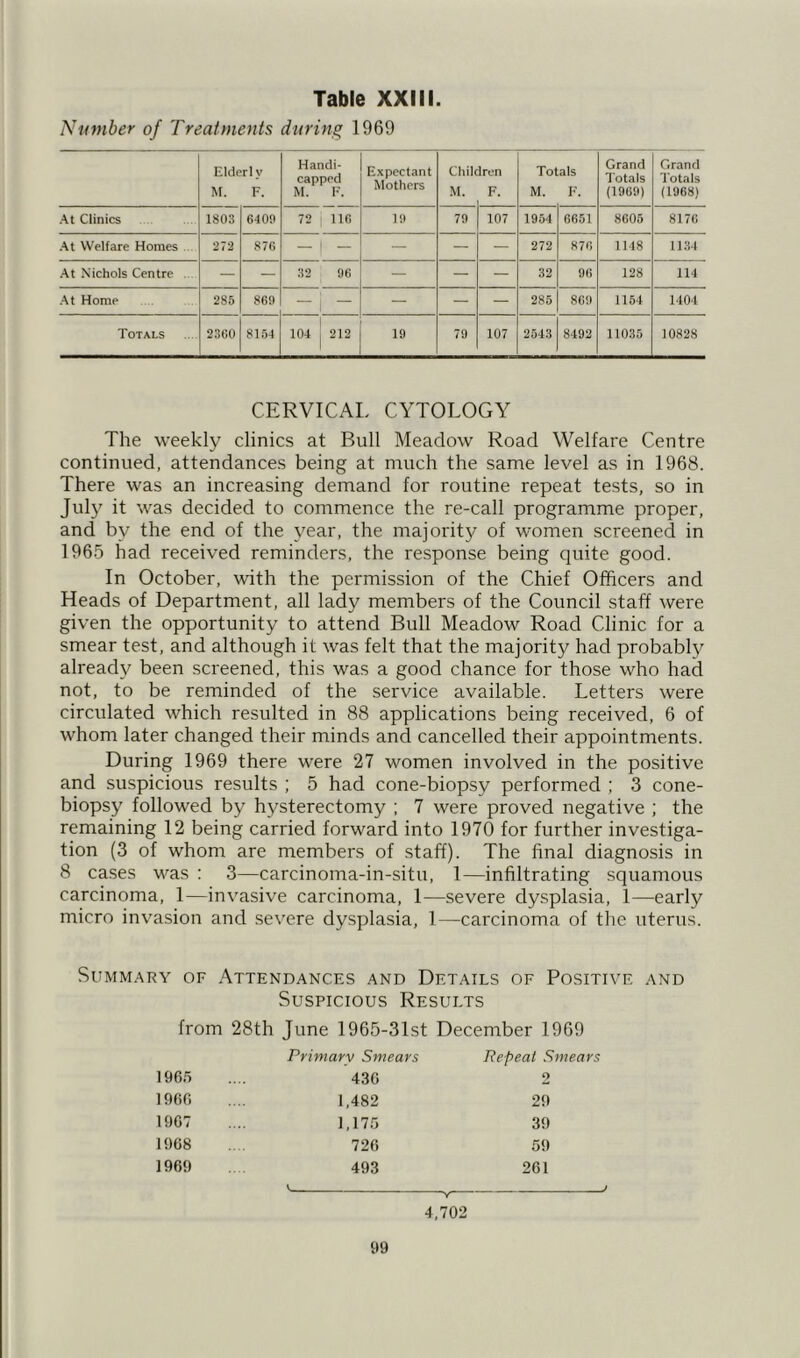 Table XXIII.
Number of Treatments during 1969
Elderly M. F. | Handi-capped M. F. | Expectant Mothers | Children M. F. | Totals M. F. | Grand Totals (1969) | Grand Totals (1968)
At Clinics .... .... 1803 6409 72 116 19 79 107 1954 6651 8605 8176
At Welfare Homes .... 272 876 — — — — — 272 876 1148 1134
At Nichols Centre .... — — 32 96 — — — 32 96 128 114
At Home .... .... 285 869 — — — — — 285 869 1154 1404
Totals .... 2360 8154 104 212 19 79 107 2543 8492 11035 10828
CERVICAL CYTOLOGY
The weekly clinics at Bull Meadow Road Welfare Centre
continued, attendances being at much the same level as in 1968.
There was an increasing demand for routine repeat tests, so in
July it was decided to commence the re-call programme proper,
and by the end of the year, the majority of women screened in
1965 had received reminders, the response being quite good.
In October, with the permission of the Chief Officers and
Heads of Department, all lady members of the Council staff were
given the opportunity to attend Bull Meadow Road Clinic for a
smear test, and although it was felt that the majority had probably
already been screened, this was a good chance for those who had
not, to be reminded of the service available. Letters were
circulated which resulted in 88 applications being received, 6 of
whom later changed their minds and cancelled their appointments.
During 1969 there were 27 women involved in the positive
and suspicious results ; 5 had cone-biopsy performed ; 3 cone-
biopsy followed by hysterectomy ; 7 were proved negative ; the
remaining 12 being carried forward into 1970 for further investiga-
tion (3 of whom are members of staff). The final diagnosis in
8 cases was : 3—carcinoma-in-situ, 1—infiltrating squamous
carcinoma, 1—invasive carcinoma, 1—severe dysplasia, 1—early
micro invasion and severe dysplasia, 1—carcinoma of the uterus.
Summary of Attendances and Details of Positive and
Suspicious Results
from 28th June 1965-31st December 1969
Primary Smears Repeat Smears
1965 .... 436 2
1966 .... 1,482 29
1967 .... 1,175 39
1968 .... 726 59
1969 .... 493 261
4,702
99